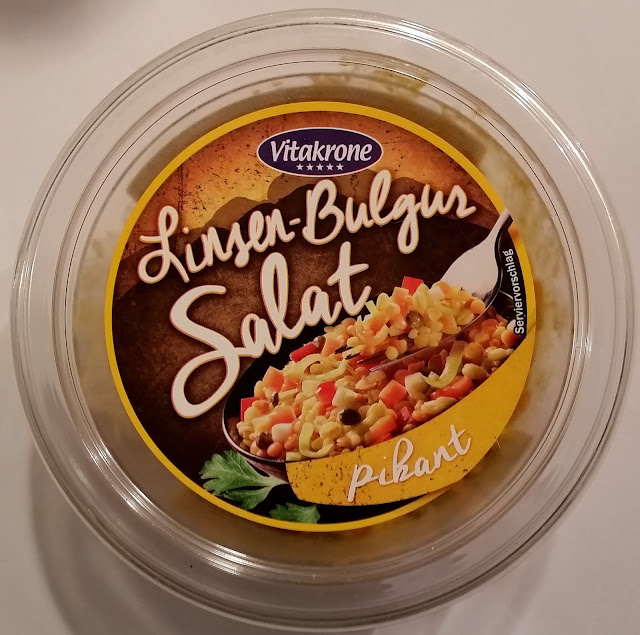 Vitakrone
Linsen-Bulgur
Salat
Serviervorschlag
pikant